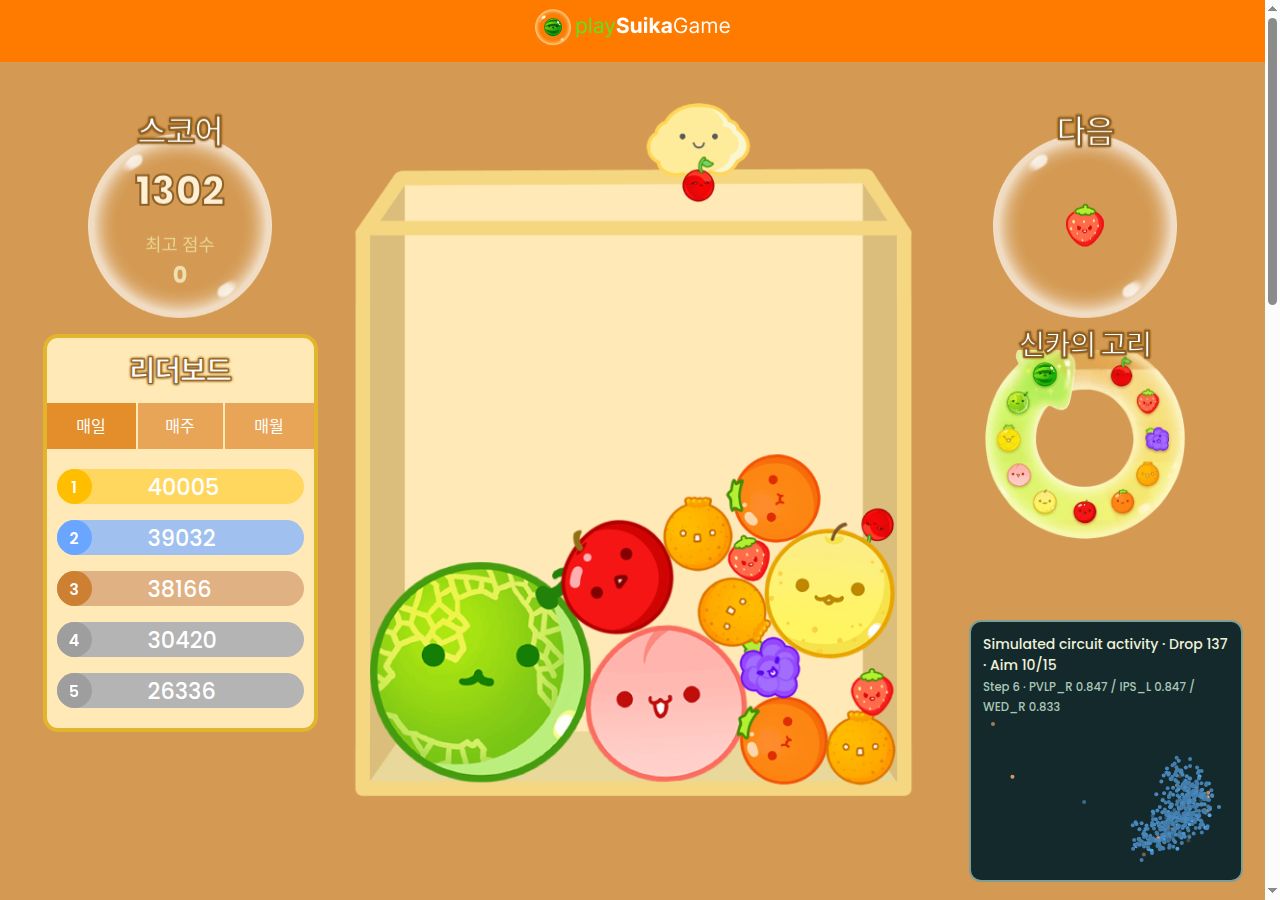 playSuikaGame
스코어
1302
최고 점수
0
다음
리더보드
매일 매주 매월
1 40005
2 39032
3 38166
4 30420
5 26336
신카의 고리
Simulated circuit activity · Drop 137
· Aim 10/15
Step 6 · PVLP_R 0.847 / IPS_L 0.847 /
WED_R 0.833